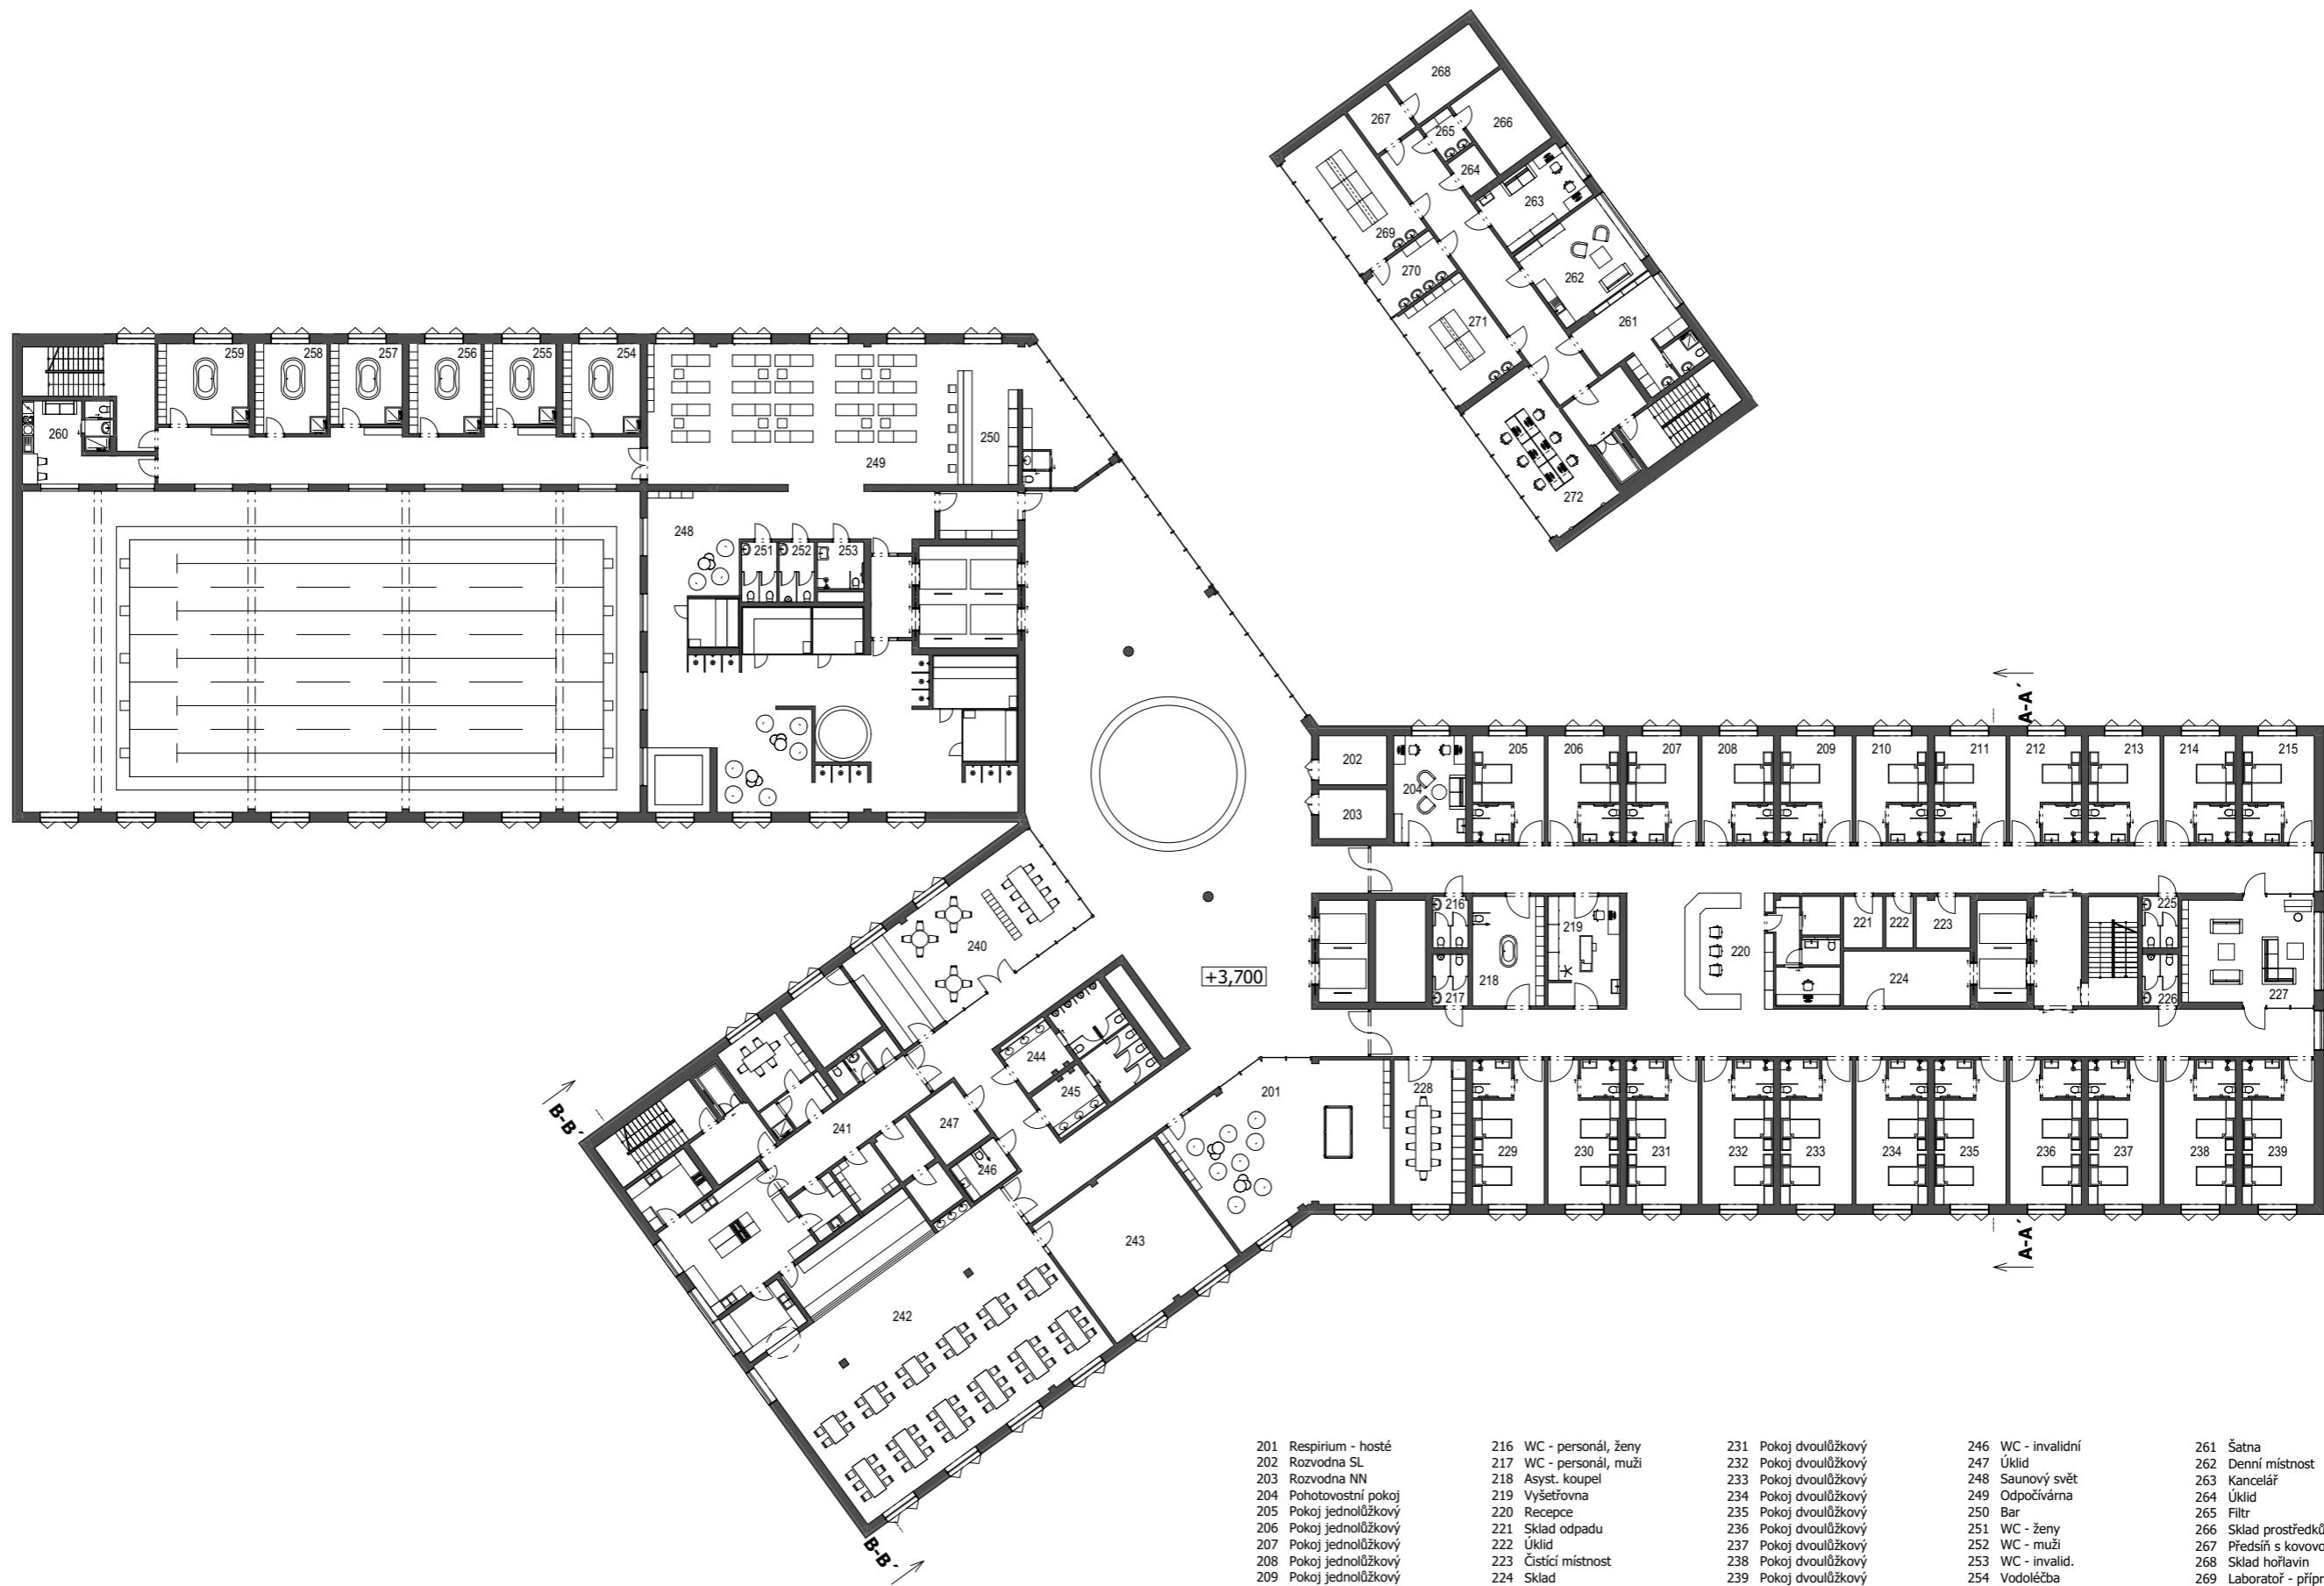 268
267
266
265
264
263
269
270
262
271
261
272
259
258
257
256
255
254
260
250
249
248
251
252
253
A-A´
202
203
204
205
206
207
208
209
210
211
212
213
214
215
216
217
218
219
220
221
222
223
224
225
226
227
+3,700
240
244
245
241
247
246
201
228
229
230
231
232
233
234
235
236
237
238
239
243
242
B-B´
A-A´
B-B´
201 Respirium - hosté
202 Rozvodna SL
203 Rozvodna NN
204 Pohotovostní pokoj
205 Pokoj jednolůžkový
206 Pokoj jednolůžkový
207 Pokoj jednolůžkový
208 Pokoj jednolůžkový
209 Pokoj jednolůžkový
216 WC - personál, ženy
217 WC - personál, muži
218 Asyst. koupel
219 Vyšetřovna
220 Recepce
221 Sklad odpadu
222 Úklid
223 Čistící místnost
224 Sklad
231 Pokoj dvoulůžkový
232 Pokoj dvoulůžkový
233 Pokoj dvoulůžkový
234 Pokoj dvoulůžkový
235 Pokoj dvoulůžkový
236 Pokoj dvoulůžkový
237 Pokoj dvoulůžkový
238 Pokoj dvoulůžkový
239 Pokoj dvoulůžkový
246 WC - invalidní
247 Úklid
248 Saunový svět
249 Odpočívárna
250 Bar
251 WC - ženy
252 WC - muži
253 WC - invalid.
254 Vodoléčba
261 Šatna
262 Denní místnost
263 Kancelář
264 Úklid
265 Filtr
266 Sklad prostředků
267 Předsíň s kovovo
268 Sklad hořlavin
269 Laboratoř - přípr